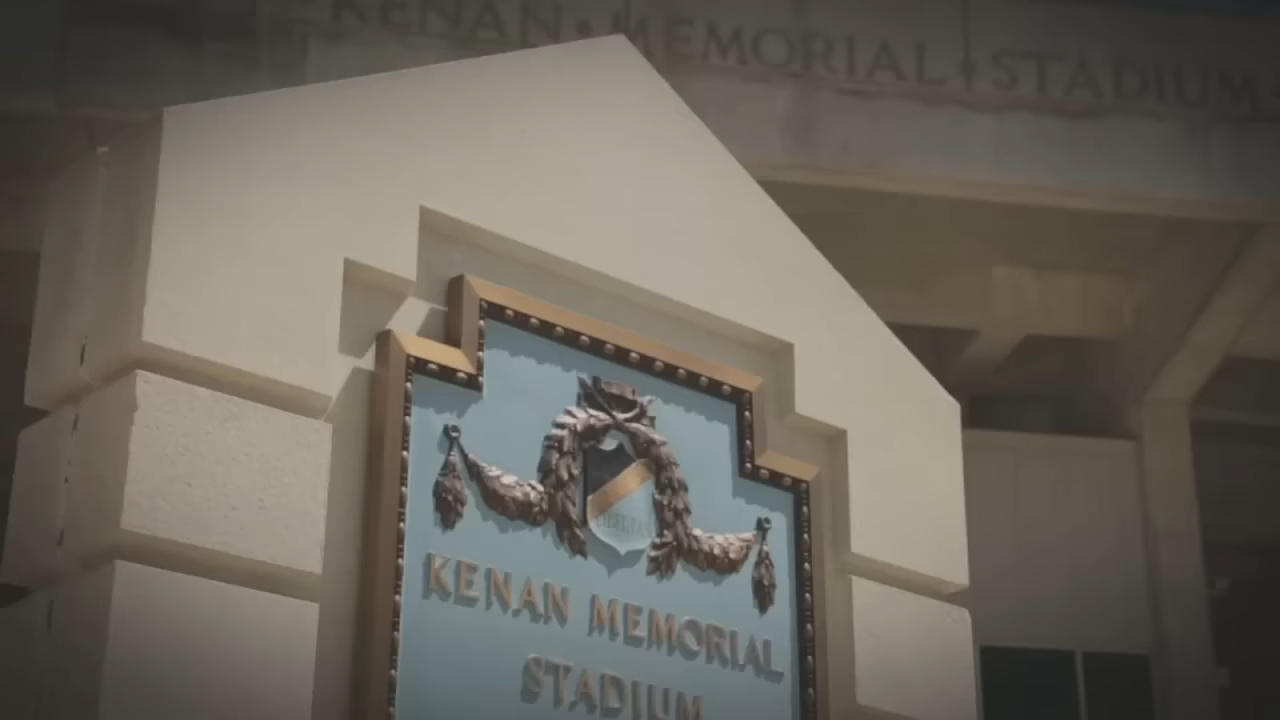 KENAN • MEMORIAL • STADIUM
KENAN MEMORIAL
STADIUM